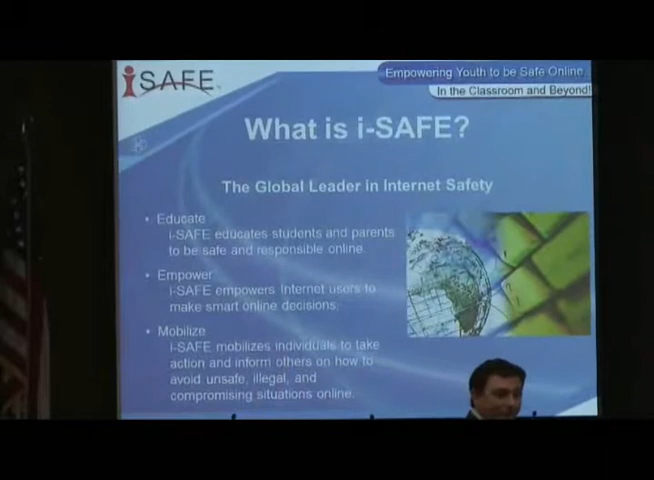 iSAFE
Empowering Youth to be Safe Online
In the Classroom and Beyond!
What is i-SAFE?
The Global Leader in Internet Safety
• Educate
i-SAFE educates students and parents
to be safe and responsible online.
• Empower
i-SAFE empowers Internet users to
make smart online decisions.
• Mobilize
i-SAFE mobilizes individuals to take
action and inform others on how to
avoid unsafe, illegal, and
compromising situations online.